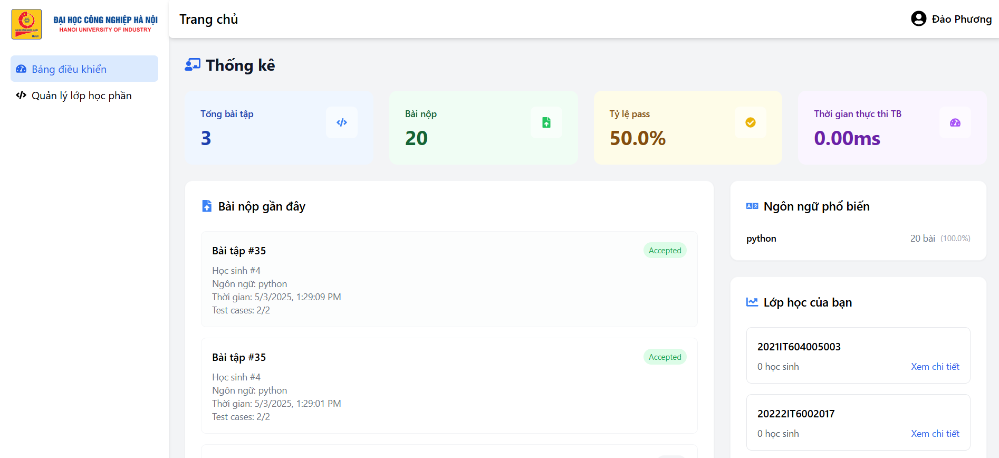 ĐẠI HỌC CÔNG NGHIỆP HÀ NỘI
HANOI UNIVERSITY OF INDUSTRY
Bảng điều khiển
Quản lý lớp học phần
Trang chủ
Đào Phương
Thống kê
Tổng bài tập
3
Bài nộp
20
Tỷ lệ pass
50.0%
Thời gian thực thi TB
0.00ms
Bài nộp gần đây
Bài tập #35
Accepted
Học sinh #4
Ngôn ngữ: python
Thời gian: 5/3/2025, 1:29:09 PM
Test cases: 2/2
Bài tập #35
Accepted
Học sinh #4
Ngôn ngữ: python
Thời gian: 5/3/2025, 1:29:01 PM
Test cases: 2/2
Ngôn ngữ phổ biến
python
20 bài (100.0%)
Lớp học của bạn
2021IT604005003
0 học sinh
Xem chi tiết
20222IT6002017
0 học sinh
Xem chi tiết